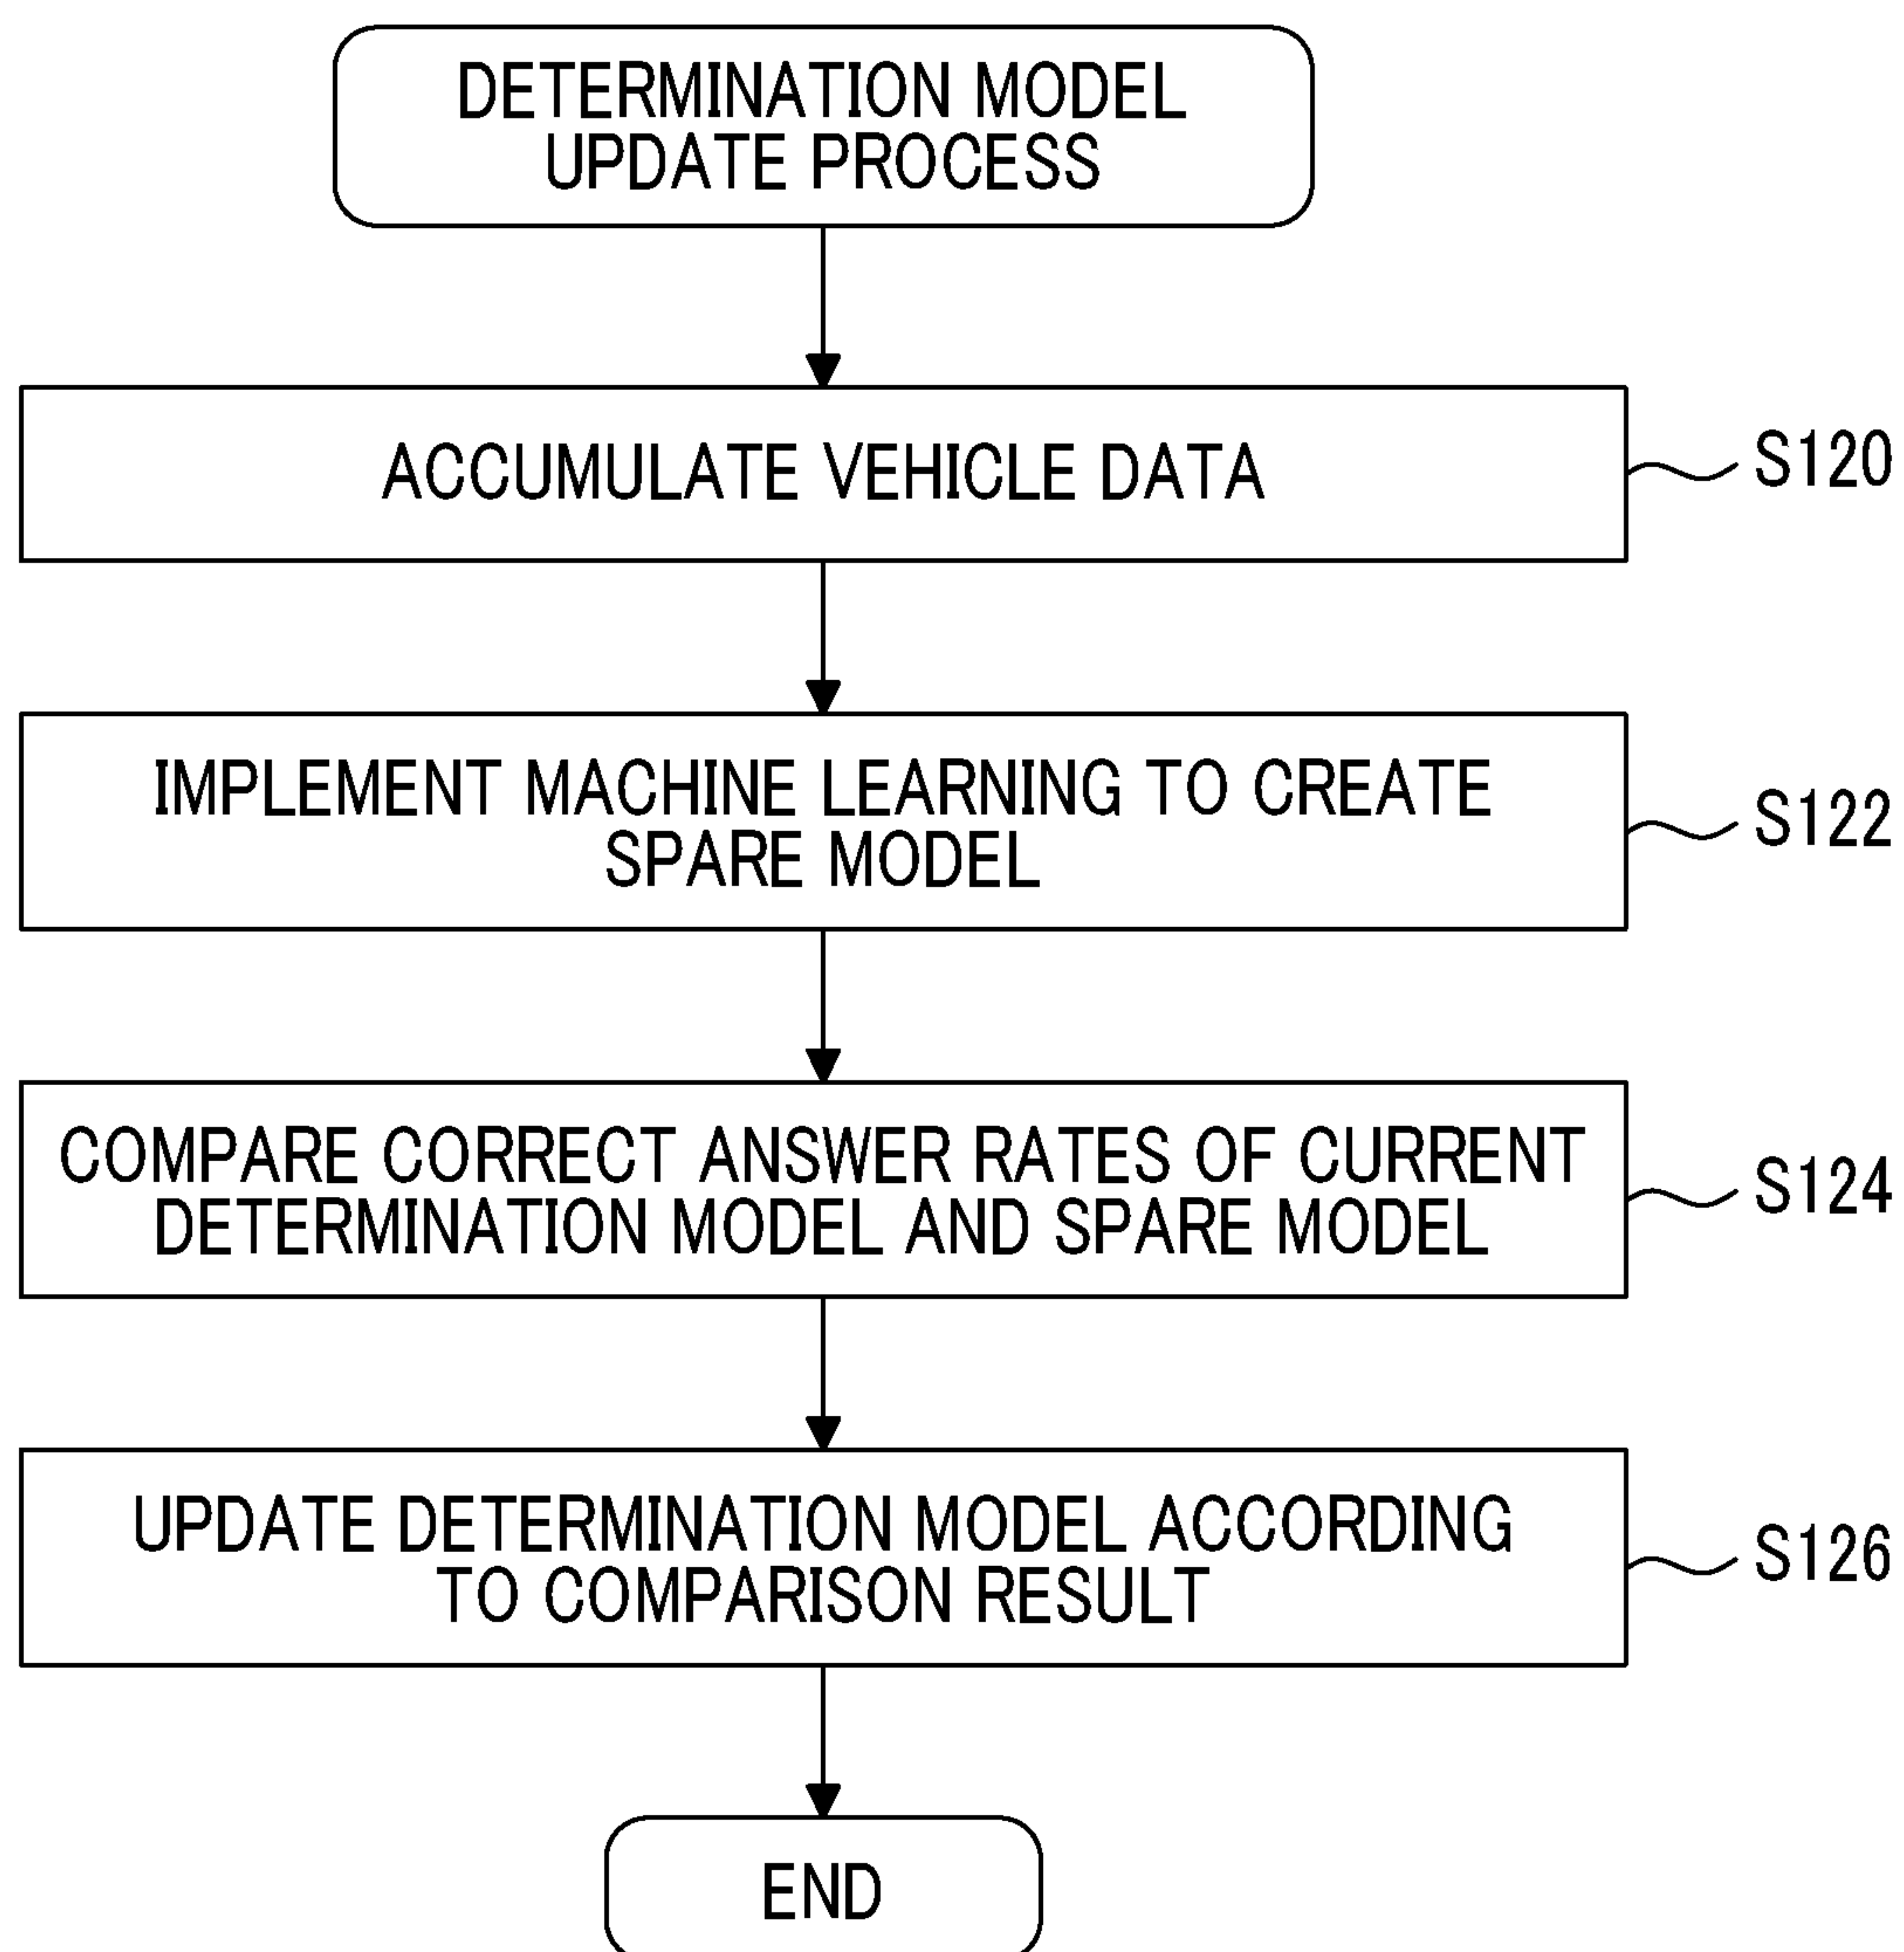 DETERMINATION MODEL
UPDATE PROCESS
ACCUMULATE VEHICLE DATA
S120
IMPLEMENT MACHINE LEARNING TO CREATE
SPARE MODEL
S122
COMPARE CORRECT ANSWER RATES OF CURRENT
DETERMINATION MODEL AND SPARE MODEL
S124
UPDATE DETERMINATION MODEL ACCORDING
TO COMPARISON RESULT
S126
END